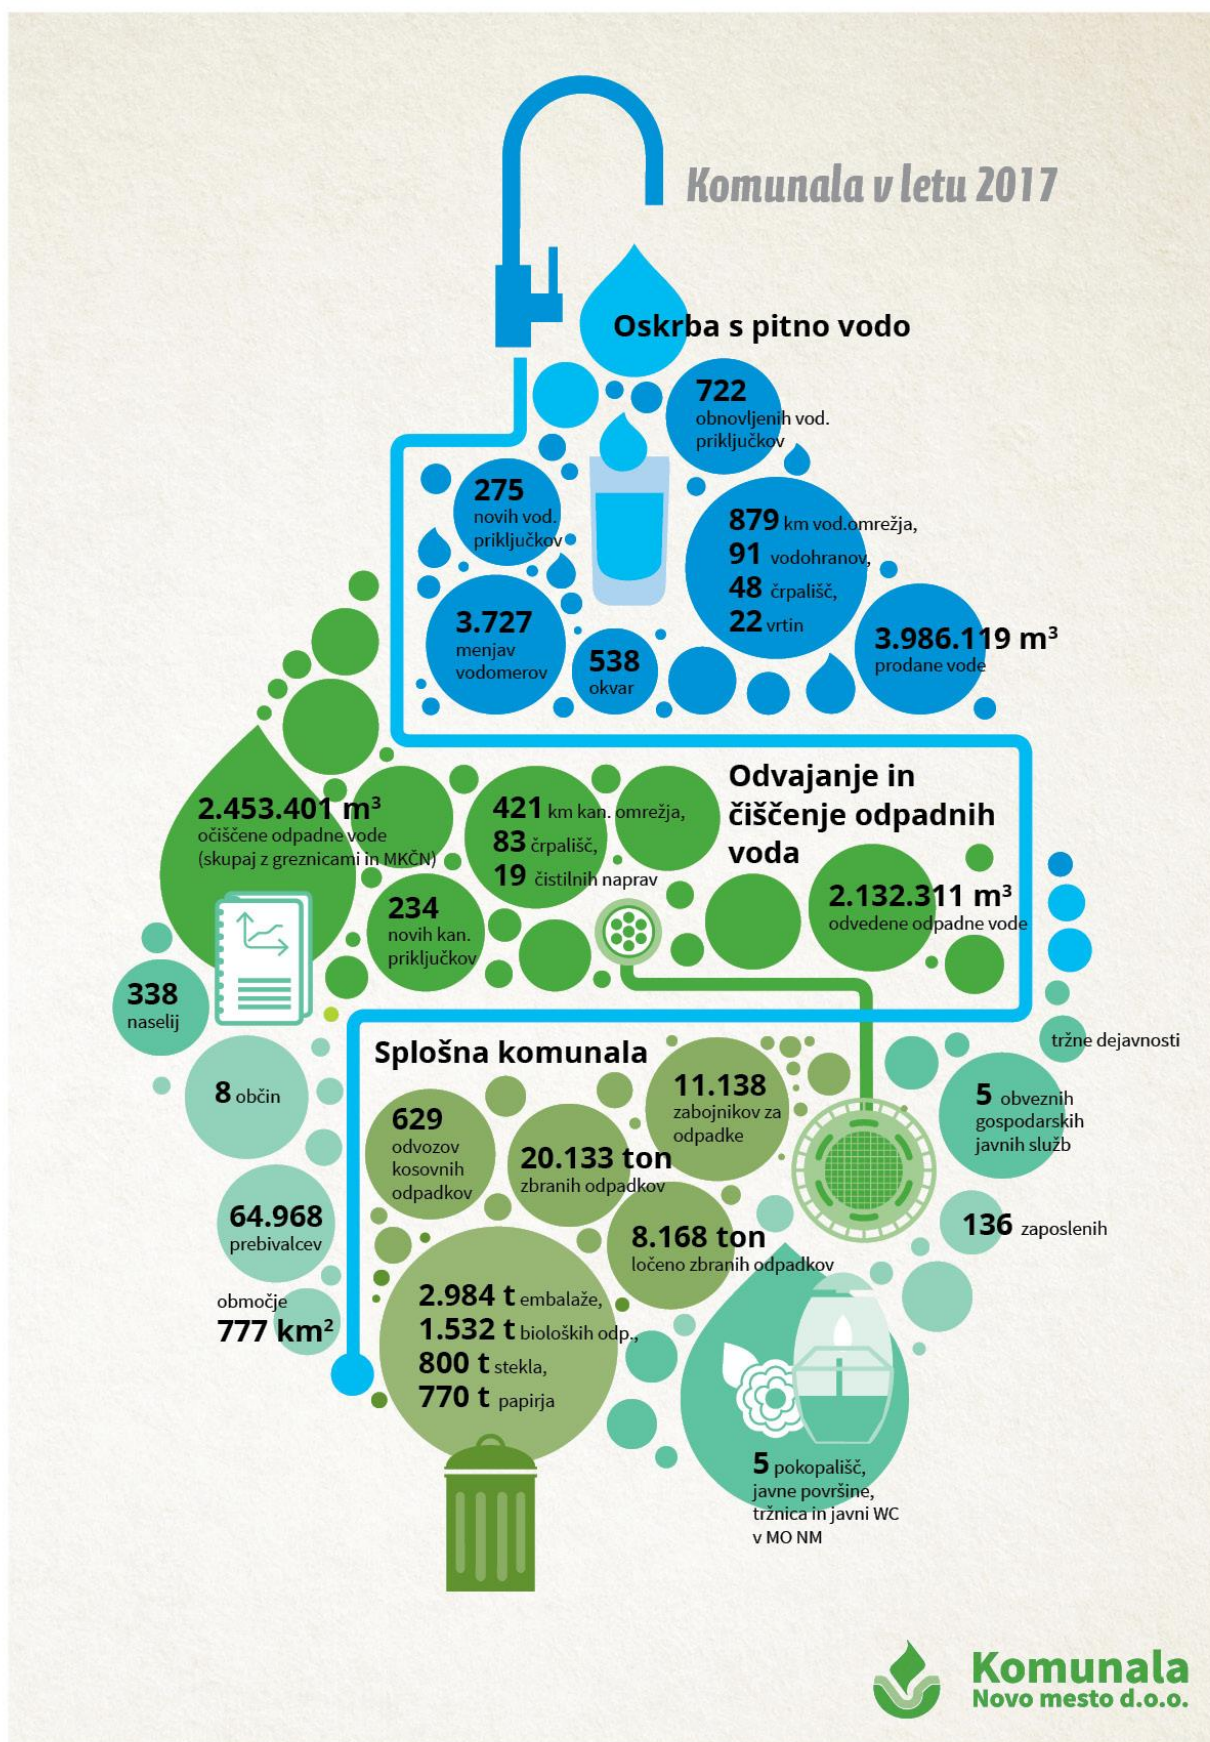 Komunala v letu 2017
Oskrba s pitno vodo
722
obnovljenih vod.
priključkov
275
novih vod.
priključkov
879 km vod.omrežja,
91 vodohranov,
48 črpališč,
22 vrtin
3.727
menjav
vodomerov
538
okvar
3.986.119 m³
prodane vode
Odvajanje in
čiščenje odpadnih
voda
2.453.401 m³
očiščene odpadne vode
(skupaj z greznicami in MKČN)
421 km kan. omrežja,
83 črpališč,
19 čistilnih naprav
234
novih kan.
priključkov
2.132.311 m³
odvedene odpadne vode
338
naselij
8 občin
64.968
prebivalcev
območje
777 km²
Splošna komunala
629
odvozov
kosovnih
odpadkov
20.133 ton
zbranih odpadkov
11.138
zabojnikov za
odpadke
8.168 ton
ločeno zbranih odpadkov
2.984 t embalaže,
1.532 t bioloških odp.,
800 t stekla,
770 t papirja
tržne dejavnosti
5 obveznih
gospodarskih
javnih služb
136 zaposlenih
5 pokopališč,
javne površine,
tržnica in javni WC
v MO NM
Komunala
Novo mesto d.o.o.